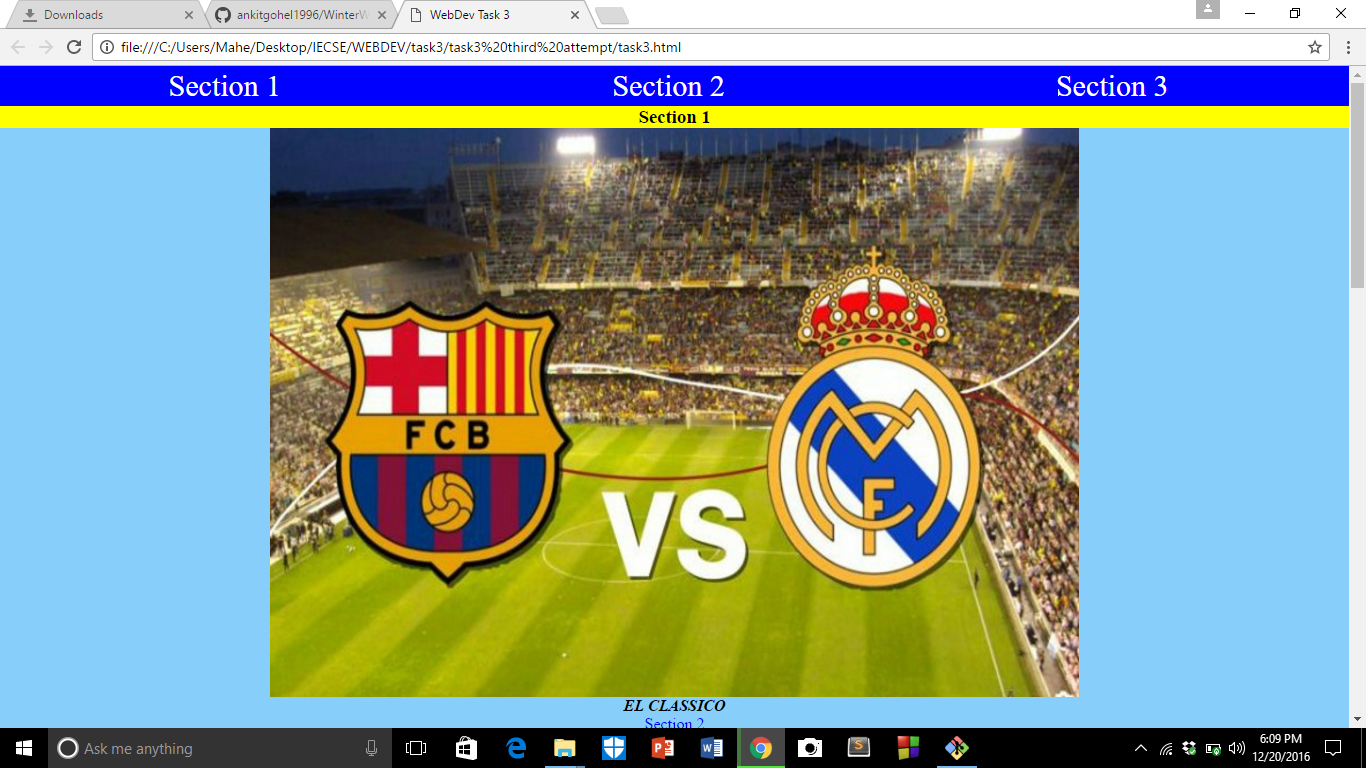 Downloads
ankitgohel1996/WinterW
WebDev Task 3
file:///C:/Users/Mahe/Desktop/IECSE/WEBDEV/task3/task3%20third%20attempt/task3.html
Section 1 Section 2 Section 3
Section 1
FCB
VS
EL CLASSICO
Section 2
Ask me anything
6:09 PM
12/20/2016